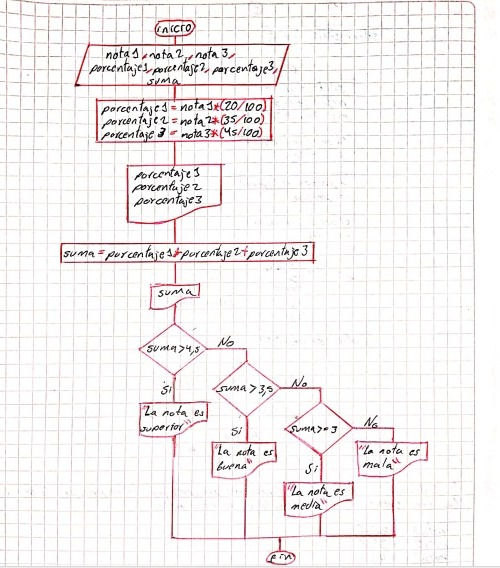 inicio
nota1, nota2, nota3,
porcentaje1, porcentaje2, porcentaje3,
suma
porcentaje1 = nota1*(20/100)
porcentaje2 = nota2*(35/100)
porcentaje 3 = nota3*(45/100)
porcentaje1
porcentaje2
porcentaje3
suma = porcentaje1+porcentaje2+porcentaje3
suma
suma>4,5
No
Si
"La nota es
superior"
suma>3,5
No
Si
"La nota es
buena"
suma>=3
No
Si
"La nota es
media"
"La nota es
mala"
fin